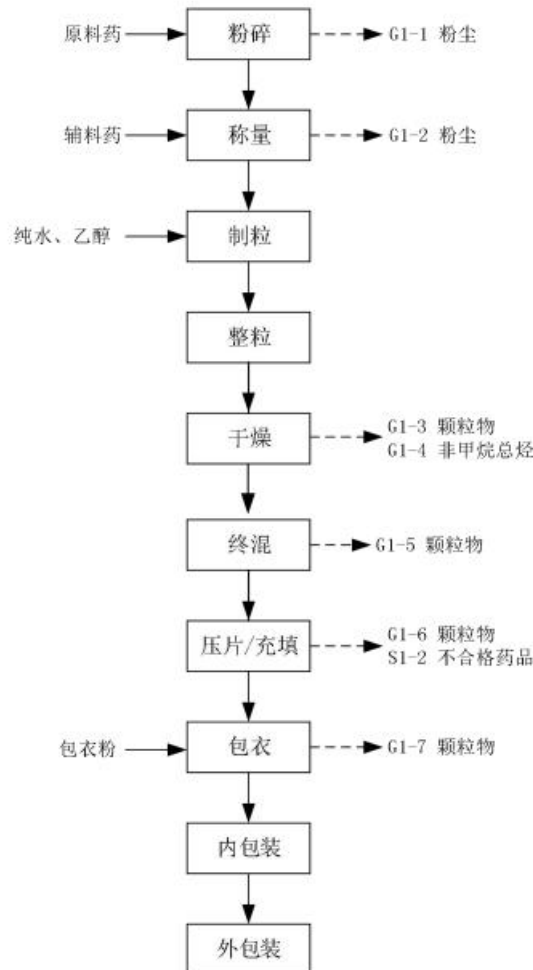 原料药
粉碎
G1-1 粉尘
辅料药
称量
G1-2 粉尘
纯水、乙醇
制粒
整粒
干燥
G1-3 颗粒物
G1-4 非甲烷总烃
终混
G1-5 颗粒物
压片/充填
G1-6 颗粒物
S1-2 不合格药品
包衣粉
包衣
G1-7 颗粒物
内包装
外包装